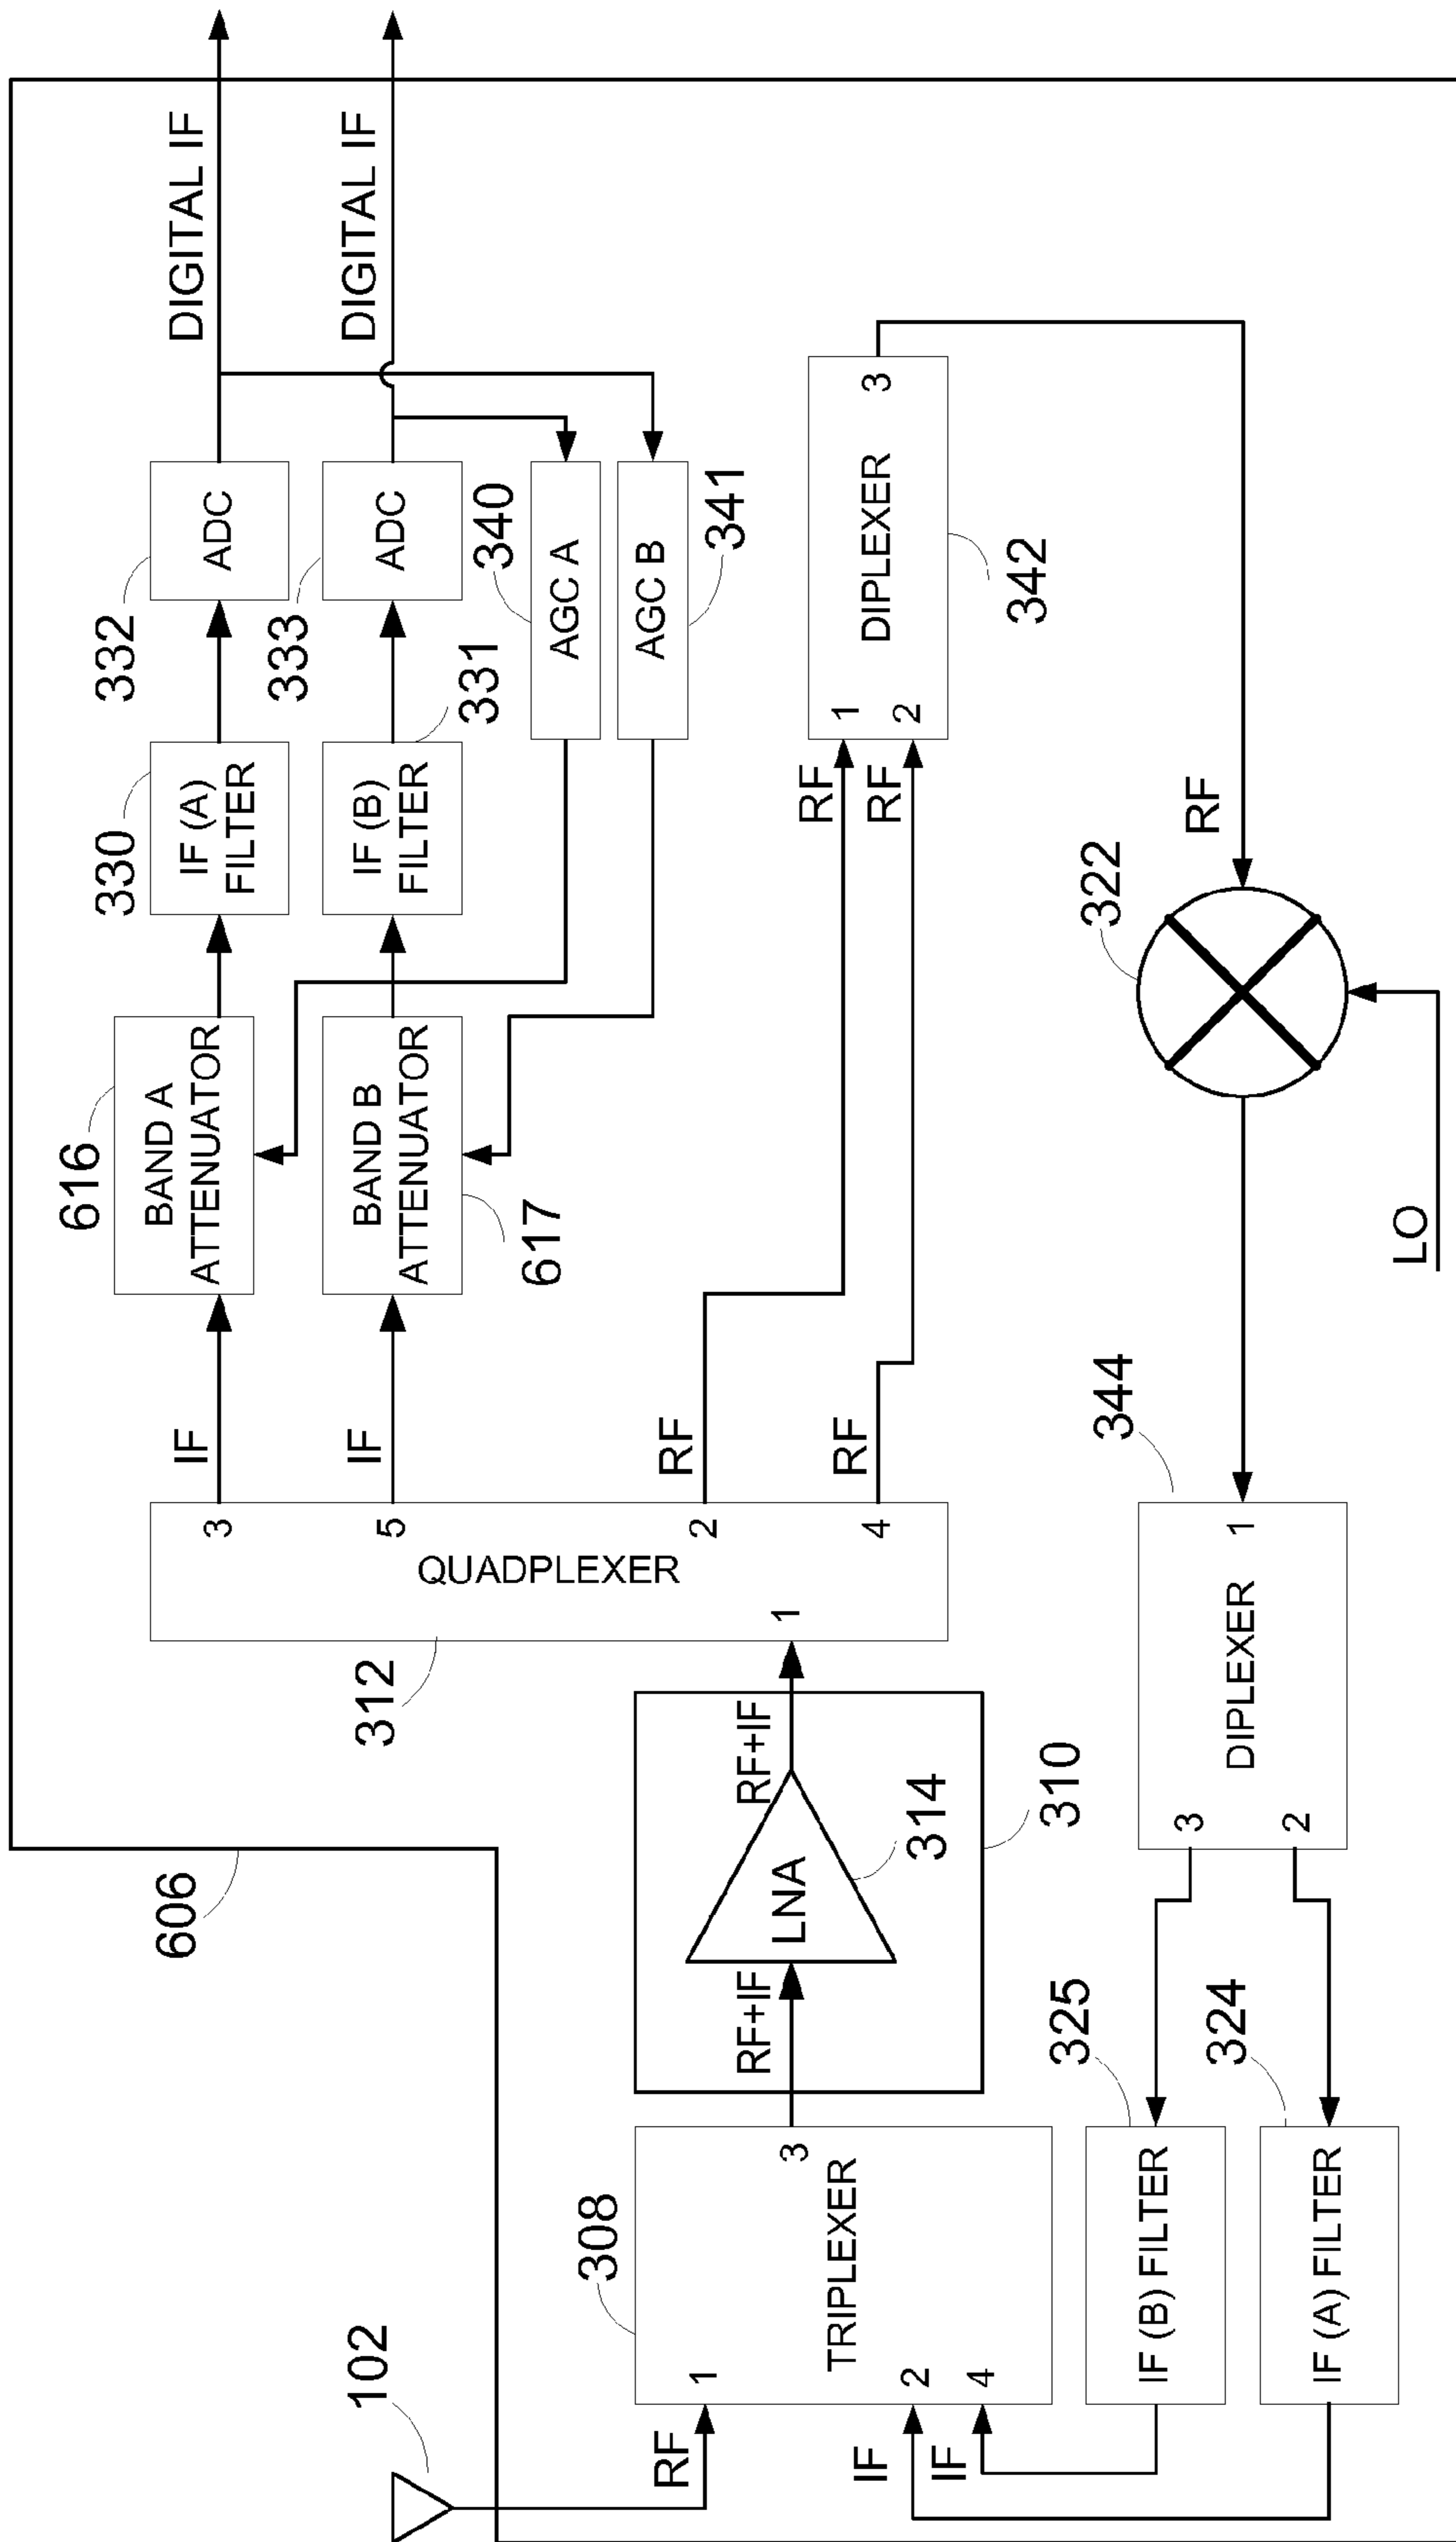 102
606
308
TRIPLEXER
1
2
4
3
RF
IF
IF
RF+IF
LNA
RF+IF
314
310
312
QUADPLEXER
1
3
5
2
4
IF
IF
RF
RF
616
BAND A
ATTENUATOR
BAND B
ATTENUATOR
617
330
IF (A)
FILTER
IF (B)
FILTER
331
332
ADC
333
ADC
340
AGC A
AGC B
341
DIGITAL IF
DIGITAL IF
RF
RF
1
2
DIPLEXER
3
342
RF
322
LO
344
DIPLEXER
1
3
2
325
IF (B) FILTER
324
IF (A) FILTER